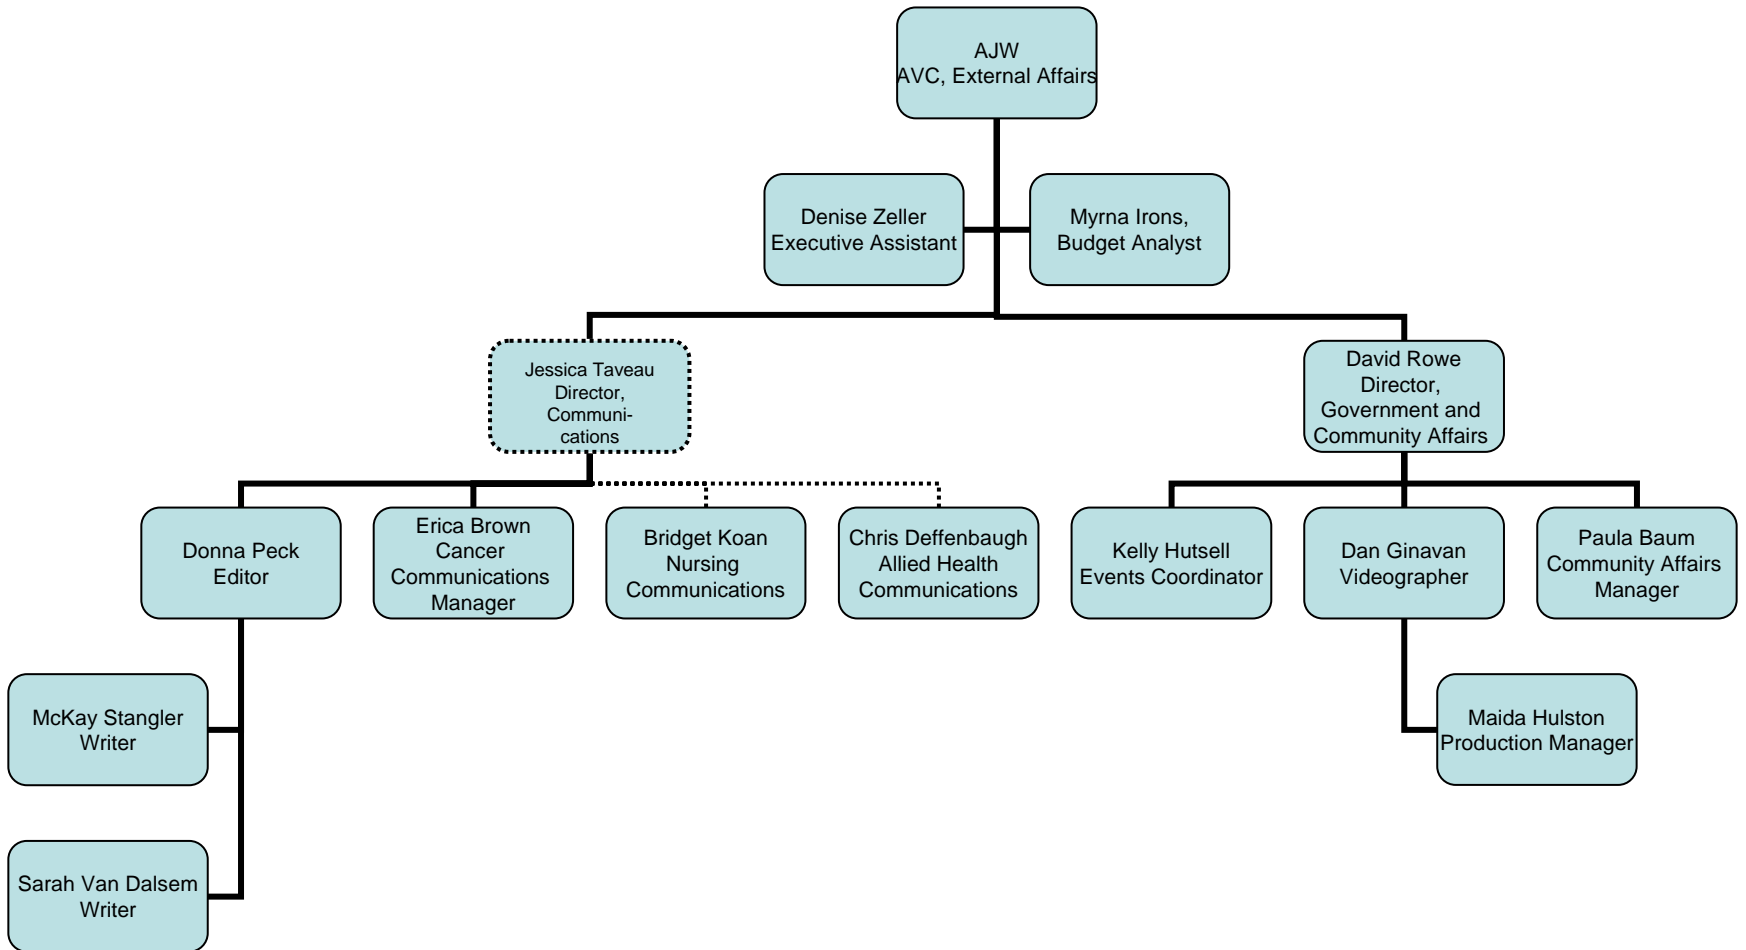 AJW
AVC, External Affairs
Denise Zeller
Executive Assistant
Myrna Irons,
Budget Analyst
Jessica Taveau
Director,
Communi-
cations
David Rowe
Director,
Government and
Community Affairs
Donna Peck
Editor
Erica Brown
Cancer
Communications
Manager
Bridget Koan
Nursing
Communications
Chris Deffenbaugh
Allied Health
Communications
Kelly Hutsell
Events Coordinator
Dan Ginavan
Videographer
Paula Baum
Community Affairs
Manager
McKay Stangler
Writer
Maida Hulston
Production Manager
Sarah Van Dalsem
Writer